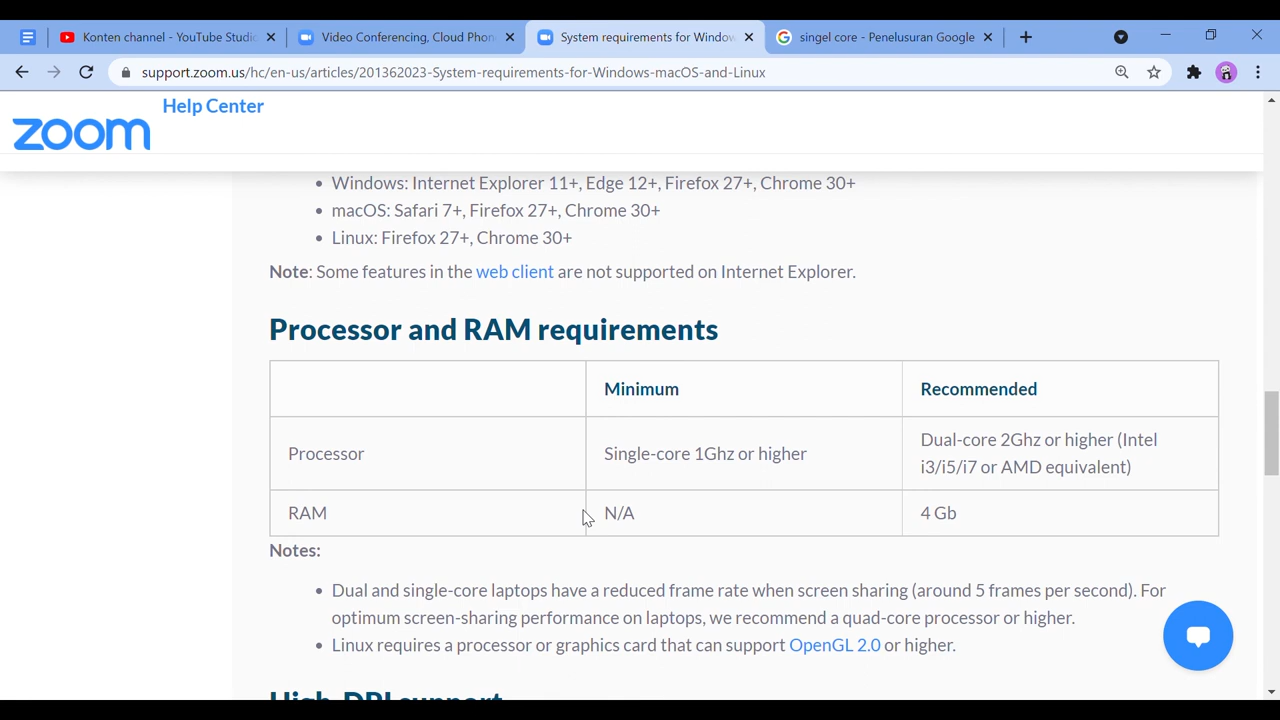 Konten channel - YouTube Studi
Video Conferencing, Cloud Phon
System requirements for Window
singel core - Penelusuran Google
support.zoom.us/hc/en-us/articles/201362023-System-requirements-for-Windows-macOS-and-Linux
zoom
Help Center
Windows: Internet Explorer 11+, Edge 12+, Firefox 27+, Chrome 30+
macOS: Safari 7+, Firefox 27+, Chrome 30+
Linux: Firefox 27+, Chrome 30+
Note: Some features in the web client are not supported on Internet Explorer.
Processor and RAM requirements
Minimum
Recommended
Processor
Single-core 1Ghz or higher
Dual-core 2Ghz or higher (Intel
i3/i5/i7 or AMD equivalent)
RAM
N/A
4 Gb
Notes:
Dual and single-core laptops have a reduced frame rate when screen sharing (around 5 frames per second). For
optimum screen-sharing performance on laptops, we recommend a quad-core processor or higher.
Linux requires a processor or graphics card that can support OpenGL 2.0 or higher.
High-DPI support